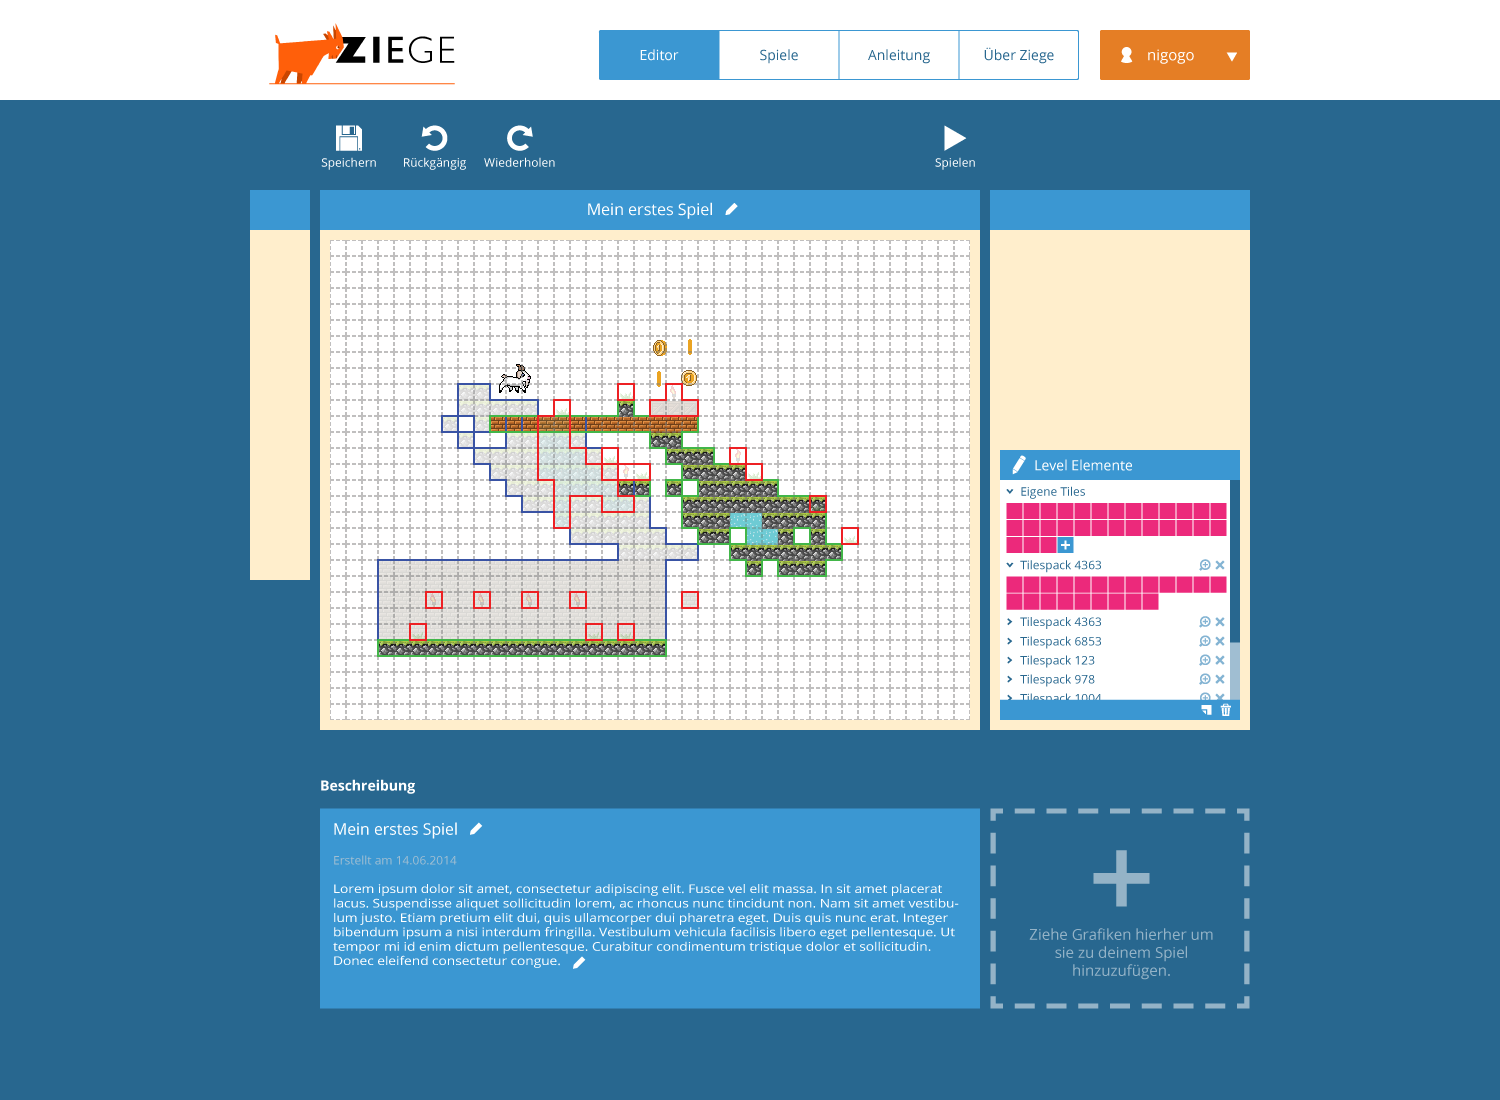 ZIEGE
Editor
Spiele
Anleitung
Über Ziege
nigogo
Speichern
Rückgängig
Wiederholen
Spielen
Mein erstes Spiel
Level Elemente
Eigene Tiles
Tilespack 4363
Tilespack 4363
Tilespack 6853
Tilespack 123
Tilespack 978
Tilespack 1004
Beschreibung
Mein erstes Spiel
Erstellt am 14.06.2014
Lorem ipsum dolor sit amet, consectetur adipiscing elit. Fusce vel elit massa. In sit amet placerat
lacus. Suspendisse aliquet sollicitudin lorem, ac rhoncus nunc tincidunt non. Nam sit amet vestibu-
lum justo. Etiam pretium elit dui, quis ullamcorper dui pharetra eget. Duis quis nunc erat. Integer
bibendum ipsum a nisi interdum fringilla. Vestibulum vehicula facilisis libero eget pellentesque. Ut
tempor mi id enim dictum pellentesque. Curabitur condimentum tristique dolor et sollicitudin.
Donec eleifend consectetur congue.
Ziehe Grafiken hierher um
sie zu deinem Spiel
hinzuzufügen.